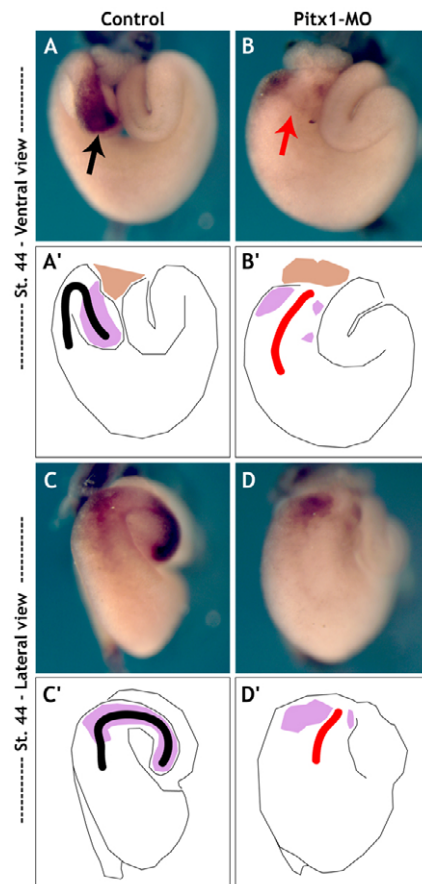 Control Pitx1-MO
A B
A' B'
C D
C' D'
---------- St. 44 - Ventral view ----------
---------- St. 44 - Lateral view ----------